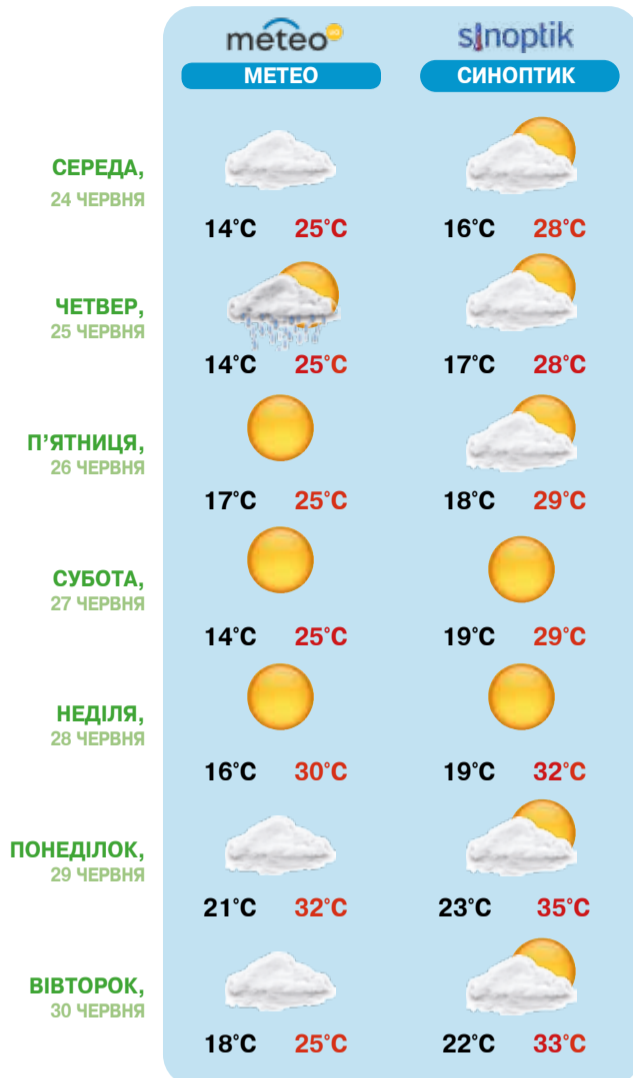 meteo sinoptik
МЕТЕО СИНОПТИК
СЕРЕДА,
24 ЧЕРВНЯ
14°C 25°C 16°C 28°C
ЧЕТВЕР,
25 ЧЕРВНЯ
14°C 25°C 17°C 28°C
П’ЯТНИЦЯ,
26 ЧЕРВНЯ
17°C 25°C 18°C 29°C
СУБОТА,
27 ЧЕРВНЯ
14°C 25°C 19°C 29°C
НЕДІЛЯ,
28 ЧЕРВНЯ
16°C 30°C 19°C 32°C
ПОНЕДІЛОК,
29 ЧЕРВНЯ
21°C 32°C 23°C 35°C
ВІВТОРОК,
30 ЧЕРВНЯ
18°C 25°C 22°C 33°C